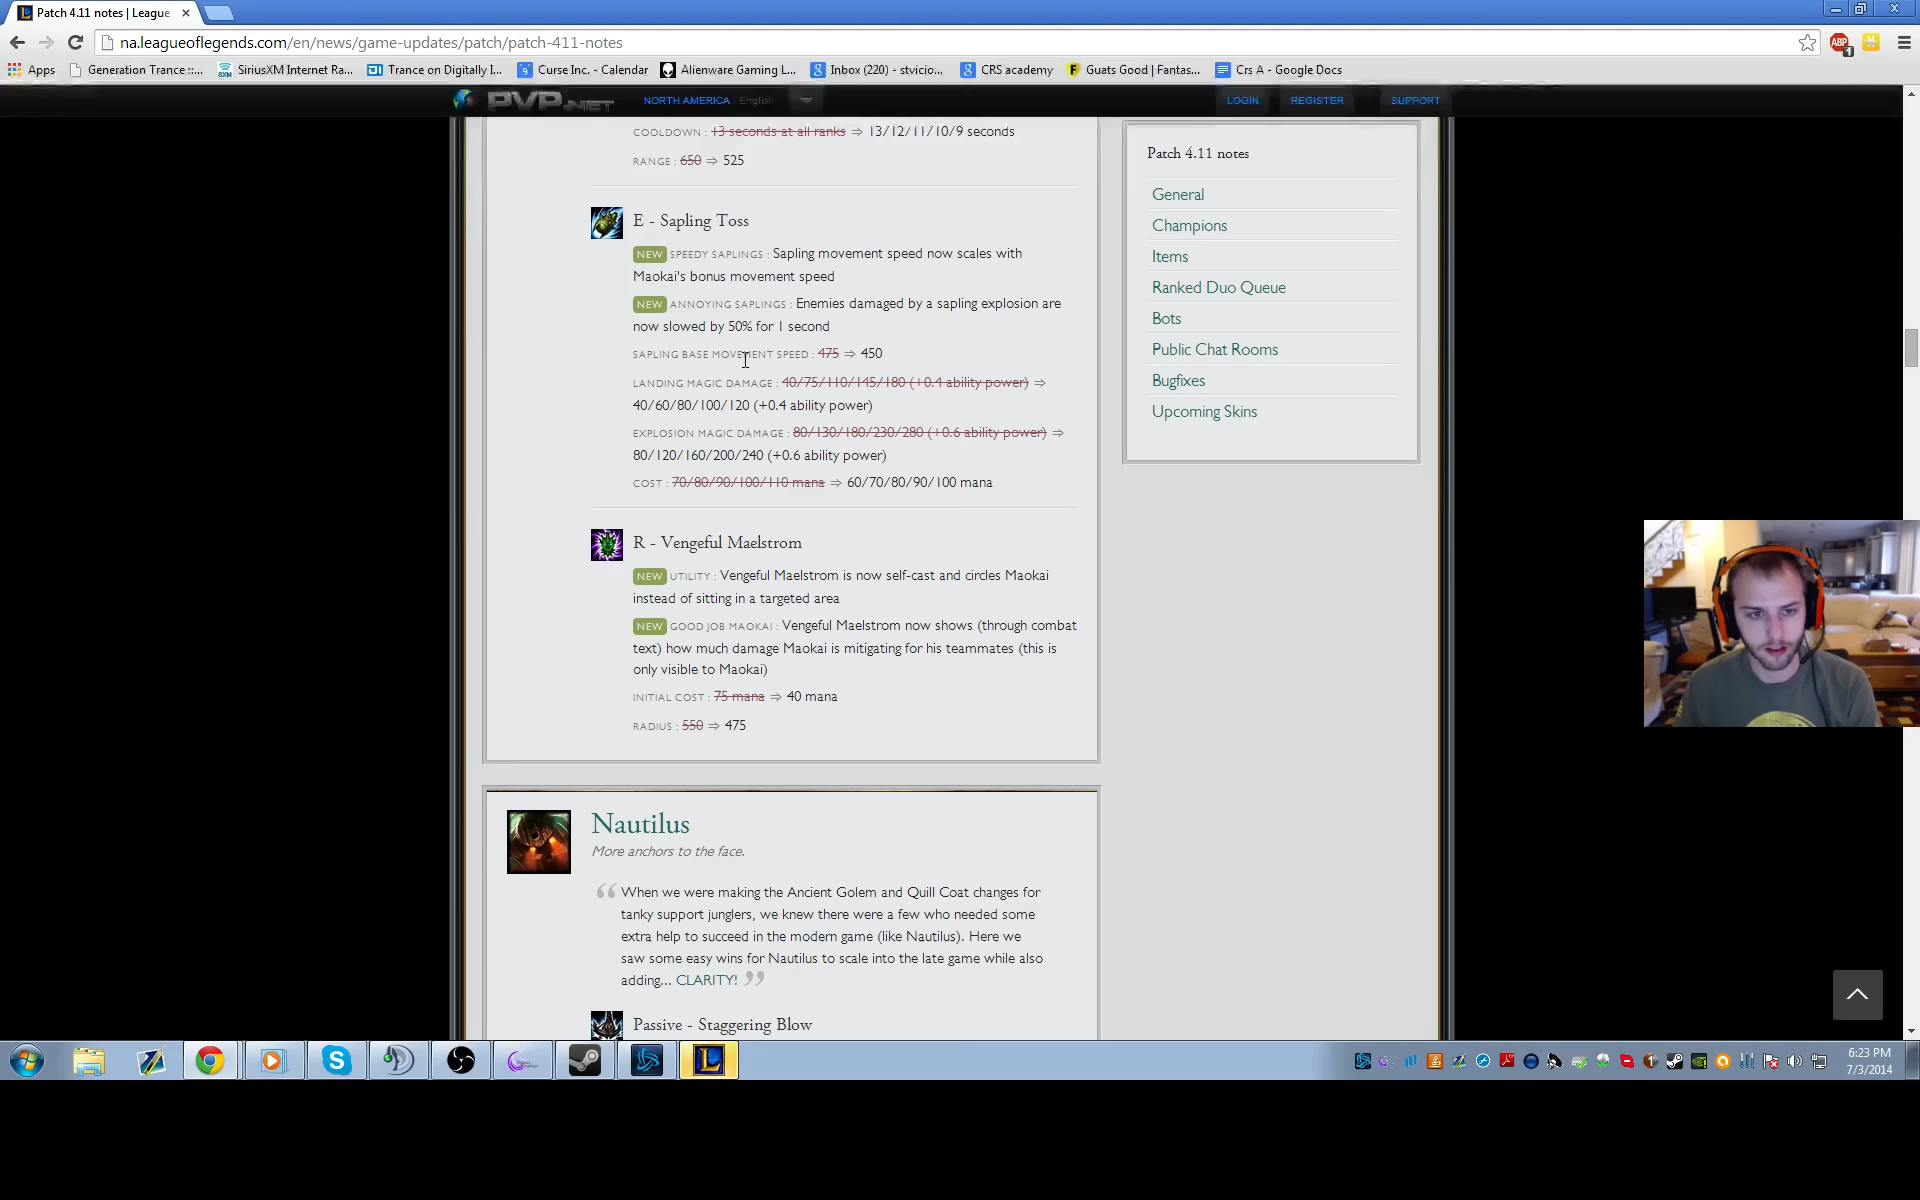 Patch 4.11 notes | League
na.leagueoflegends.com/en/news/game-updates/patch/patch-411-notes
Apps Generation Trance ::... SiriusXM Internet Ra... Trance on Digitally I... Curse Inc. - Calendar Alienware Gaming L... Inbox (220) - stvicio... CRS academy Guats Good | Fantas... Crs A - Google Docs
PVP.NET NORTH AMERICA English LOGIN REGISTER SUPPORT
COOLDOWN : 13 seconds at all ranks ⇒ 13/12/11/10/9 seconds
RANGE : 650 ⇒ 525
E - Sapling Toss
NEW SPEEDY SAPLINGS : Sapling movement speed now scales with
Maokai's bonus movement speed
NEW ANNOYING SAPLINGS : Enemies damaged by a sapling explosion are
now slowed by 50% for 1 second
SAPLING BASE MOVEMENT SPEED : 475 ⇒ 450
LANDING MAGIC DAMAGE : 40/75/110/145/180 (+0.4 ability power) ⇒
40/60/80/100/120 (+0.4 ability power)
EXPLOSION MAGIC DAMAGE : 80/130/180/230/280 (+0.6 ability power) ⇒
80/120/160/200/240 (+0.6 ability power)
COST : 70/80/90/100/110 mana ⇒ 60/70/80/90/100 mana
R - Vengeful Maelstrom
NEW UTILITY : Vengeful Maelstrom is now self-cast and circles Maokai
instead of sitting in a targeted area
NEW GOOD JOB MAOKAI : Vengeful Maelstrom now shows (through combat
text) how much damage Maokai is mitigating for his teammates (this is
only visible to Maokai)
INITIAL COST : 75 mana ⇒ 40 mana
RADIUS : 550 ⇒ 475
Nautilus
More anchors to the face.
When we were making the Ancient Golem and Quill Coat changes for
tanky support junglers, we knew there were a few who needed some
extra help to succeed in the modern game (like Nautilus). Here we
saw some easy wins for Nautilus to scale into the late game while also
adding... CLARITY!
Passive - Staggering Blow
Patch 4.11 notes
General
Champions
Items
Ranked Duo Queue
Bots
Public Chat Rooms
Bugfixes
Upcoming Skins
6:23 PM
7/3/2014